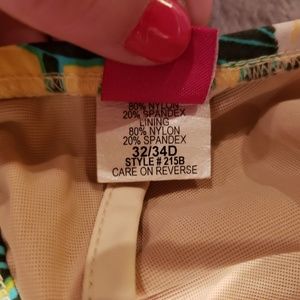 80% NYLON
20% SPANDEX
LINING
80% NYLON
20% SPANDEX
32/34D
STYLE # 215B
CARE ON REVERSE